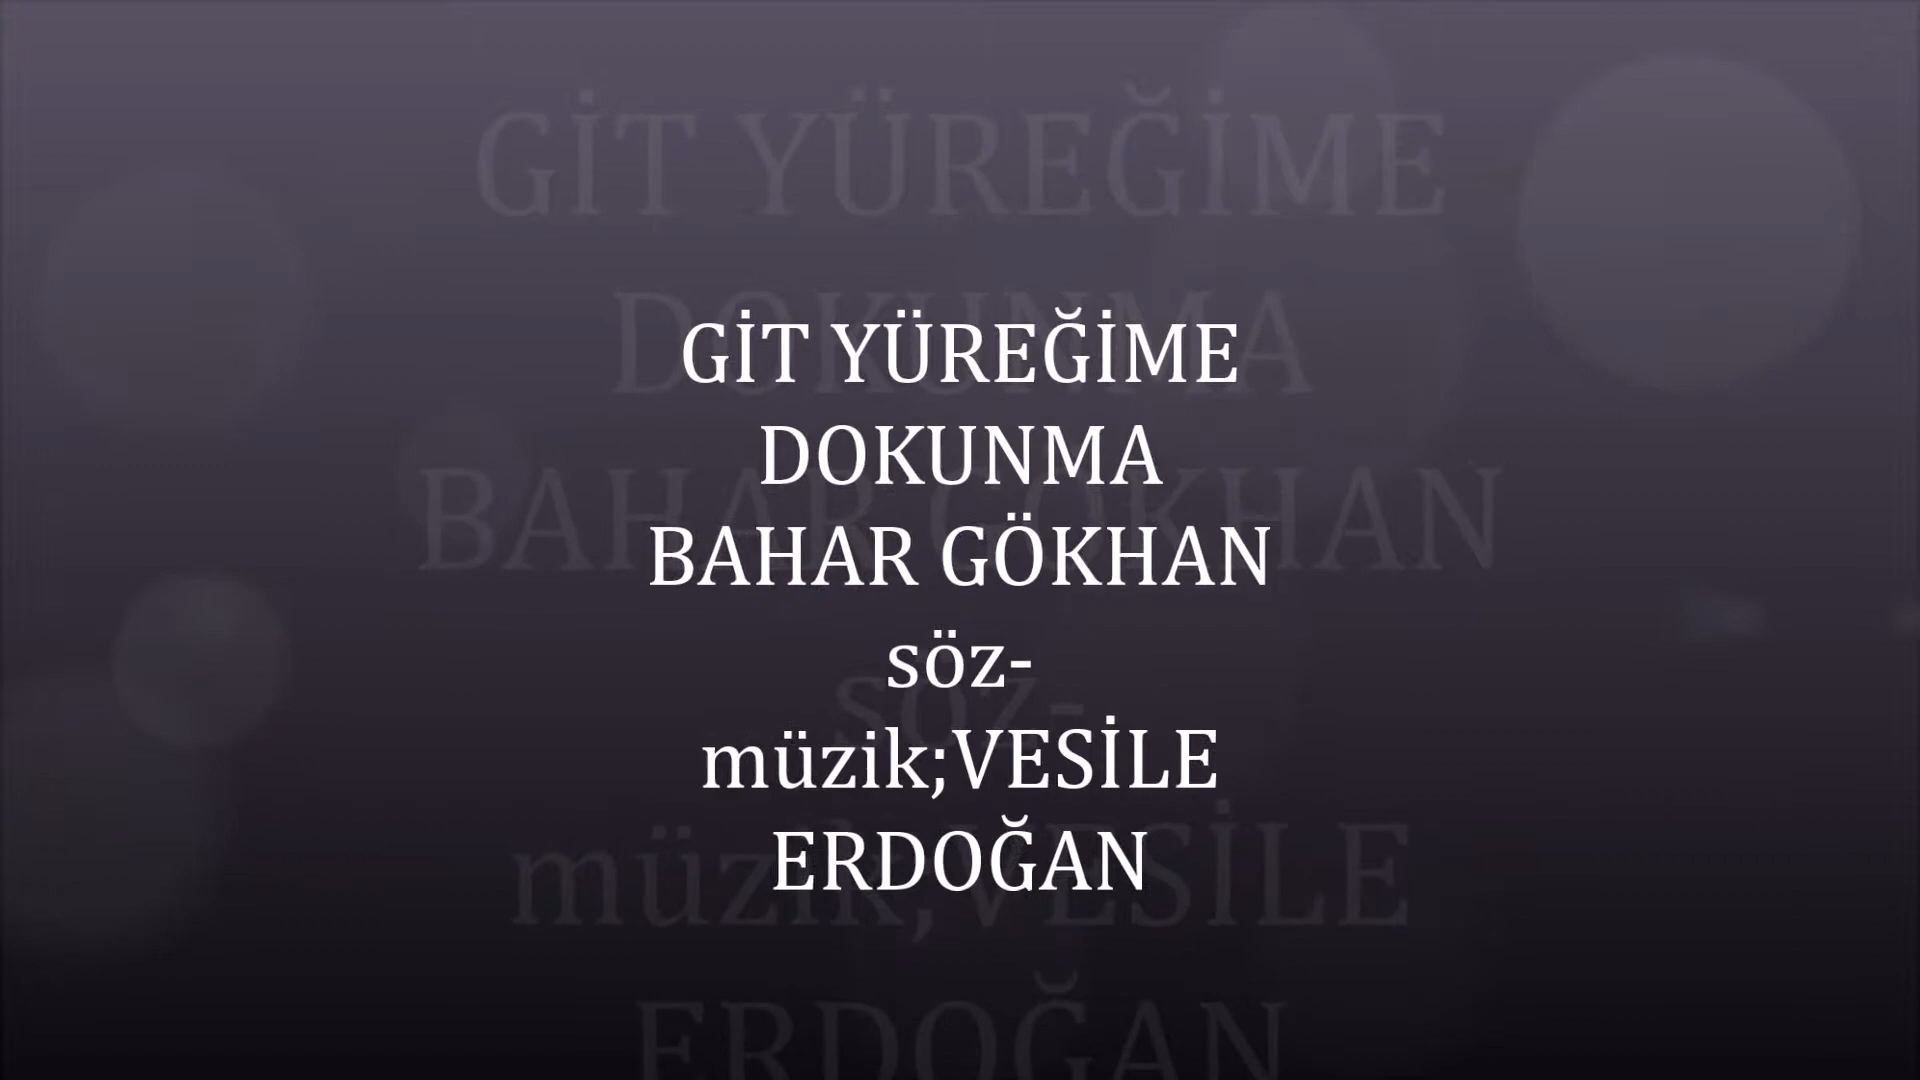 GİT YÜREĞİME
DOKUNMA
BAHAR GÖKHAN
söz-
müzik;VESİLE
ERDOĞAN